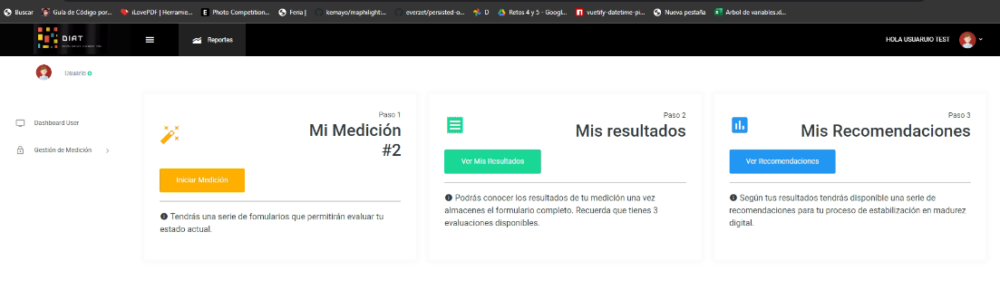 Buscar
Guía de Código por...
iLovePDF | Herramie...
Photo Competition...
Feria |
kemayo/maphilight:...
everzet/persisted-o...
D
Retos 4 y 5 - Googl...
vuetify-datetime-pi...
Nueva pestaña
Arbol de variables.xl...
DIAT
Reportes
HOLA USUARUIO TEST
Usuario
Dashboard User
Gestión de Medición
Paso 1
Mi Medición
#2
Iniciar Medición
Tendrás una serie de fomularios que permitirán evaluar tu
estado actual.
Paso 2
Mis resultados
Ver Mis Resultados
Podrás conocer los resultados de tu medición una vez
almacenes el formulario completo. Recuerda que tienes 3
evaluaciones disponibles.
Paso 3
Mis Recomendaciones
Ver Recomendaciones
Según tus resultados tendrás disponible una serie de
recomendaciones para tu proceso de estabilización en madurez
digital.